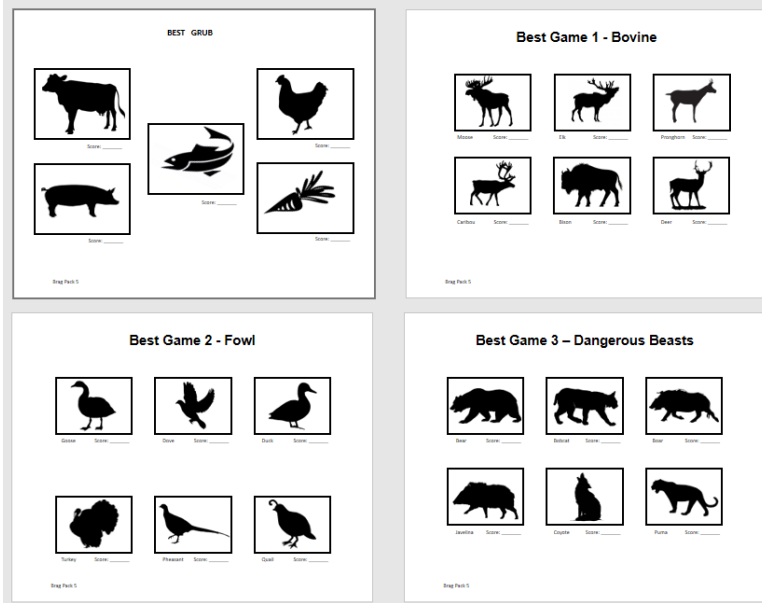 BEST GRUB
Score: _______
Score: _______
Score: _______
Score: _______
Score: _______
Brag Pack 5
Best Game 1 - Bovine
Moose Score: _______
Elk Score: _______
Pronghorn Score: _______
Caribou Score: _______
Bison Score: _______
Deer Score: _______
Brag Pack 5
Best Game 2 - Fowl
Goose Score: _______
Dove Score: _______
Duck Score: _______
Turkey Score: _______
Pheasant Score: _______
Quail Score: _______
Brag Pack 5
Best Game 3 – Dangerous Beasts
Bear Score: _______
Bobcat Score: _______
Boar Score: _______
Javelina Score: _______
Coyote Score: _______
Puma Score: _______
Brag Pack 5